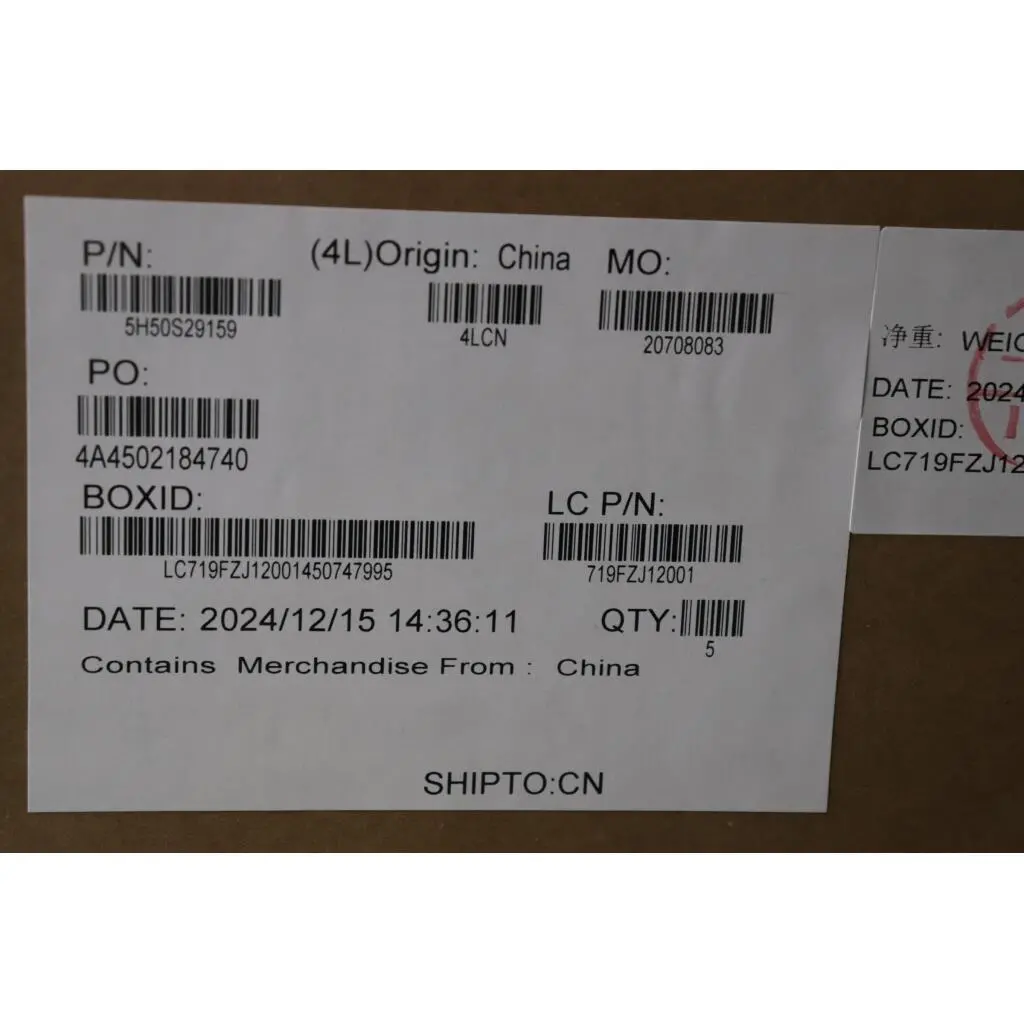 P/N: (4L)Origin: China MO:
5H50S29159 4LCN 20708083
PO:
4A4502184740
BOXID: LC P/N:
LC719FZJ12001450747995 719FZJ12001
DATE: 2024/12/15 14:36:11 QTY:
5
Contains Merchandise From : China
SHIPTO:CN
净重: WEIG
DATE: 2024
BOXID:
LC719FZJ12